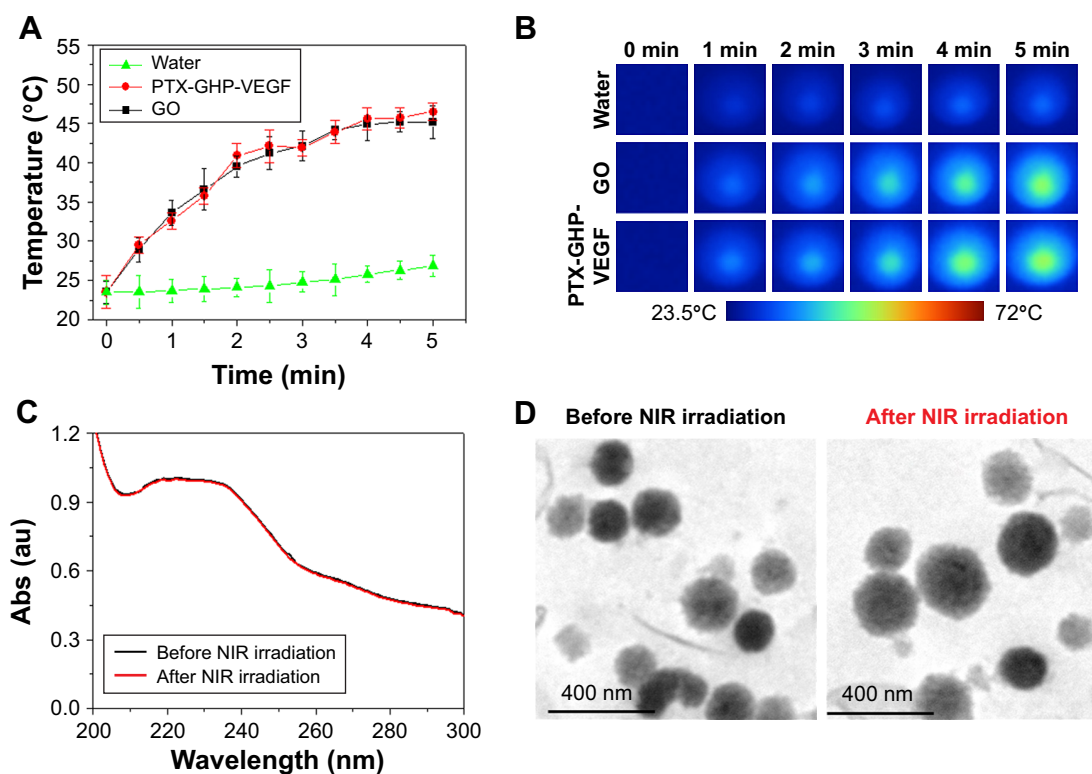 A
Temperature (°C)
55
50
45
40
35
30
25
20
Water
PTX-GHP-VEGF
GO
0 1 2 3 4 5
Time (min)
B
0 min 1 min 2 min 3 min 4 min 5 min
Water
GO
PTX-GHP-
VEGF
23.5°C 72°C
C
Abs (au)
1.2
0.9
0.6
0.3
0.0
Before NIR irradiation
After NIR irradiation
200 220 240 260 280 300
Wavelength (nm)
D
Before NIR irradiation After NIR irradiation
400 nm 400 nm